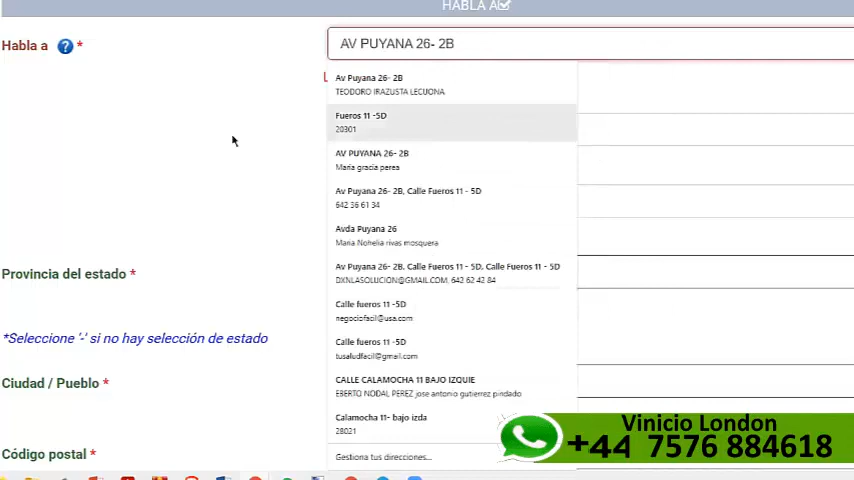 HABLA A
Habla a ? *
AV PUYANA 26- 2B
Av Puyana 26- 2B
TEODORO IRAZUSTA LECUONA
Fueros 11 -5D
20301
AV PUYANA 26- 2B
Maria gracia perea
Av Puyana 26- 2B, Calle Fueros 11 - 5D
642 36 61 34
Avda Puyana 26
Maria Nohelia rivas mosquera
Provincia del estado *
Av Puyana 26- 2B, Calle Fueros 11 - 5D, Calle Fueros 11 - 5D
DXNLASOLUCION@GMAIL.COM, 642 62 42 84
Calle fueros 11 -5D
negociofacil@usa.com
*Seleccione '-' si no hay selección de estado
Calle fueros 11 -5D
tusaludfacil@gmail.com
Ciudad / Pueblo *
CALLE CALAMOCHA 11 BAJO IZQUIE
EBERTO NODAL PEREZ jose antonio gutierrez pindado
Calamocha 11- bajo izda
28021
Vinicio London
+44 7576 884618
Código postal *
Gestiona tus direcciones...